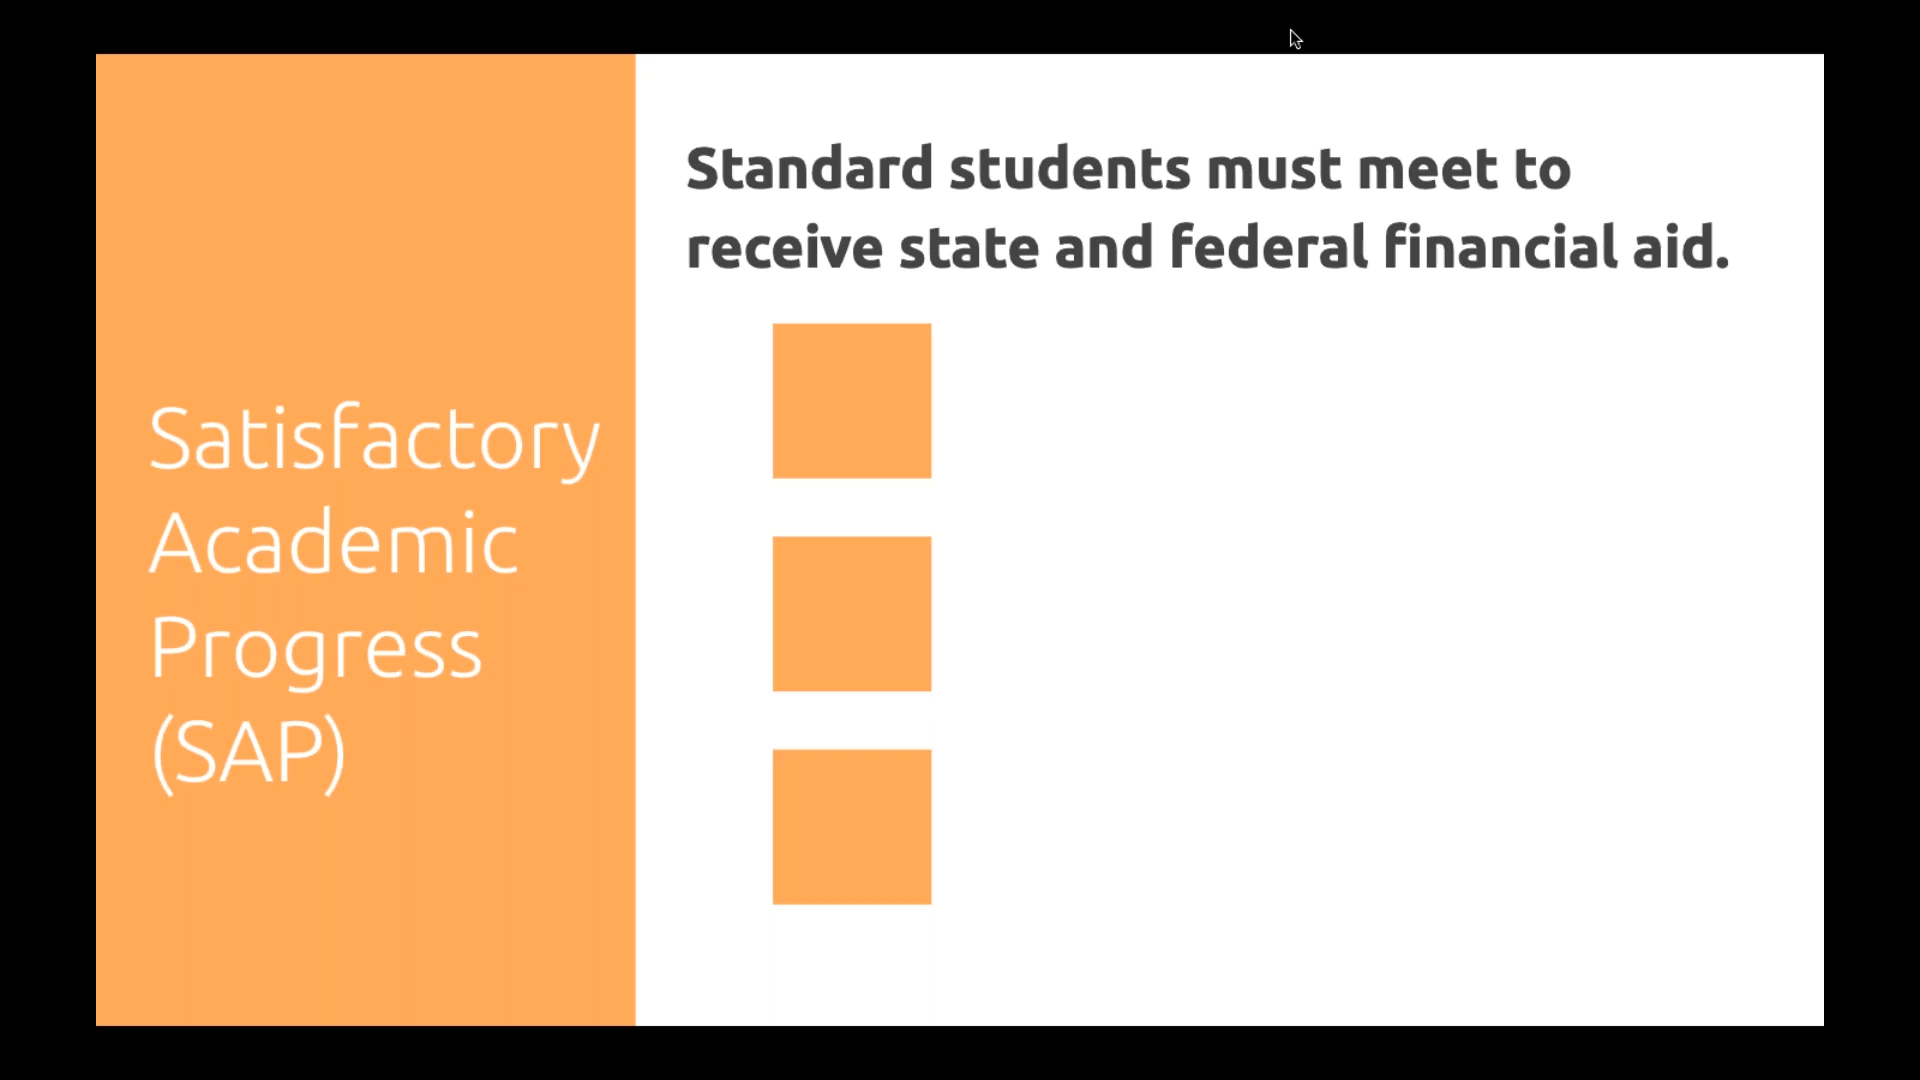 Satisfactory
Academic
Progress
(SAP)
Standard students must meet to
receive state and federal financial aid.